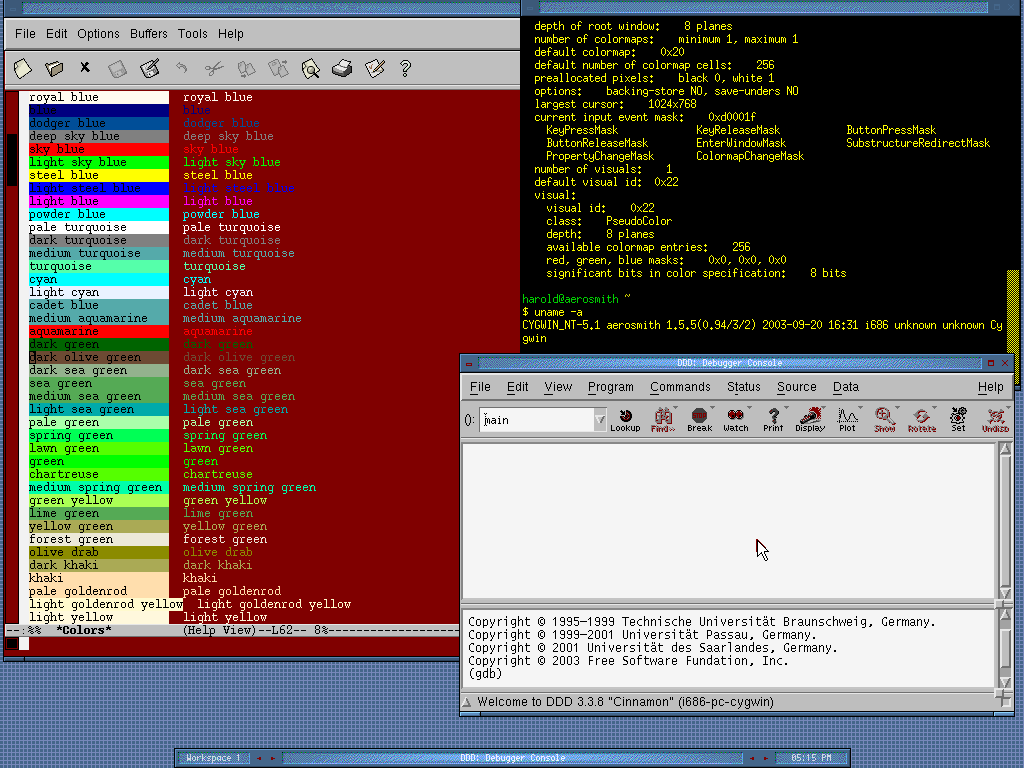 File Edit Options Buffers Tools Help
royal blue royal blue
blue blue
dodger blue dodger blue
deep sky blue deep sky blue
sky blue sky blue
light sky blue light sky blue
steel blue steel blue
light steel blue light steel blue
light blue light blue
powder blue powder blue
pale turquoise pale turquoise
dark turquoise dark turquoise
medium turquoise medium turquoise
turquoise turquoise
cyan cyan
light cyan light cyan
cadet blue cadet blue
medium aquamarine medium aquamarine
aquamarine aquamarine
dark green dark green
dark olive green dark olive green
dark sea green dark sea green
sea green sea green
medium sea green medium sea green
light sea green light sea green
pale green pale green
spring green spring green
lawn green lawn green
green green
chartreuse chartreuse
medium spring green medium spring green
green yellow green yellow
lime green lime green
yellow green yellow green
forest green forest green
olive drab olive drab
dark khaki dark khaki
khaki khaki
pale goldenrod pale goldenrod
light goldenrod yellow light goldenrod yellow
light yellow light yellow
--:%% *Colors* (Help View)--L62-- 8%--------------------
depth of root window: 8 planes
number of colormaps: minimum 1, maximum 1
default colormap: 0x20
default number of colormap cells: 256
preallocated pixels: black 0, white 1
options: backing-store NO, save-unders NO
largest cursor: 1024x768
current input event mask: 0xd0001f
KeyPressMask KeyReleaseMask ButtonPressMask
ButtonReleaseMask EnterWindowMask SubstructureRedirectMask
PropertyChangeMask ColormapChangeMask
number of visuals: 1
default visual id: 0x22
visual:
visual id: 0x22
class: PseudoColor
depth: 8 planes
available colormap entries: 256
red, green, blue masks: 0x0, 0x0, 0x0
significant bits in color specification: 8 bits
harold@aerosmith ~
$ uname -a
CYGWIN_NT-5.1 aerosmith 1.5.5(0.94/3/2) 2003-09-20 16:31 i686 unknown unknown Cy
gwin
DDD: Debugger Console
File Edit View Program Commands Status Source Data Help
(): main Lookup Find>> Break Watch Print Display Plot Show Rotate Set Undisp
Copyright © 1995-1999 Technische Universität Braunschweig, Germany.
Copyright © 1999-2001 Universität Passau, Germany.
Copyright © 2001 Universität des Saarlandes, Germany.
Copyright © 2003 Free Software Fundation, Inc.
(gdb)
Welcome to DDD 3.3.8 "Cinnamon" (i686-pc-cygwin)
Workspace 1 DDD: Debugger Console 05:15 PM